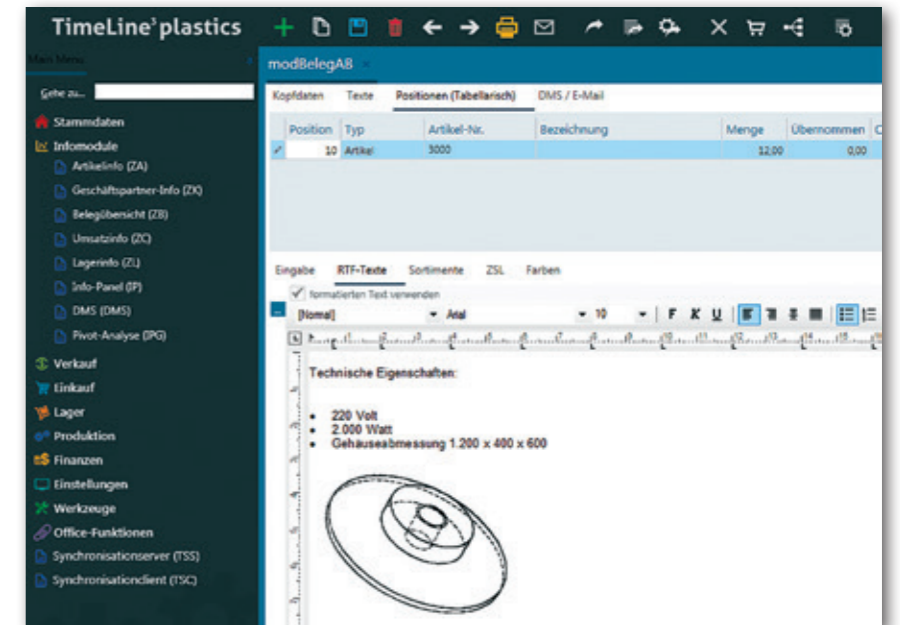 TimeLine³ plastics
Main Menu
modBelegAB
Gehe zu...
Kopfdaten Texte Positionen (Tabellarisch) DMS / E-Mail
Stammdaten
Infomodule
Artikelinfo (ZA)
Geschäftspartner-Info (ZK)
Belegübersicht (ZB)
Umsatzinfo (ZC)
Lagerinfo (ZL)
Info-Panel (IP)
DMS (DMS)
Pivot-Analyse (IPG)
Verkauf
Einkauf
Lager
Produktion
Finanzen
Einstellungen
Werkzeuge
Office-Funktionen
Synchronisationserver (TSS)
Synchronisationclient (TSC)
Position Typ Artikel-Nr. Bezeichnung Menge Übernommen
10 Artikel 3000 12,00 0,00
Eingabe RTF-Texte Sortimente ZSL Farben
formatierten Text verwenden
[Normal] Arial 10 F K U
Technische Eigenschaften:
• 220 Volt
• 2.000 Watt
• Gehäuseabmessung 1.200 x 400 x 600